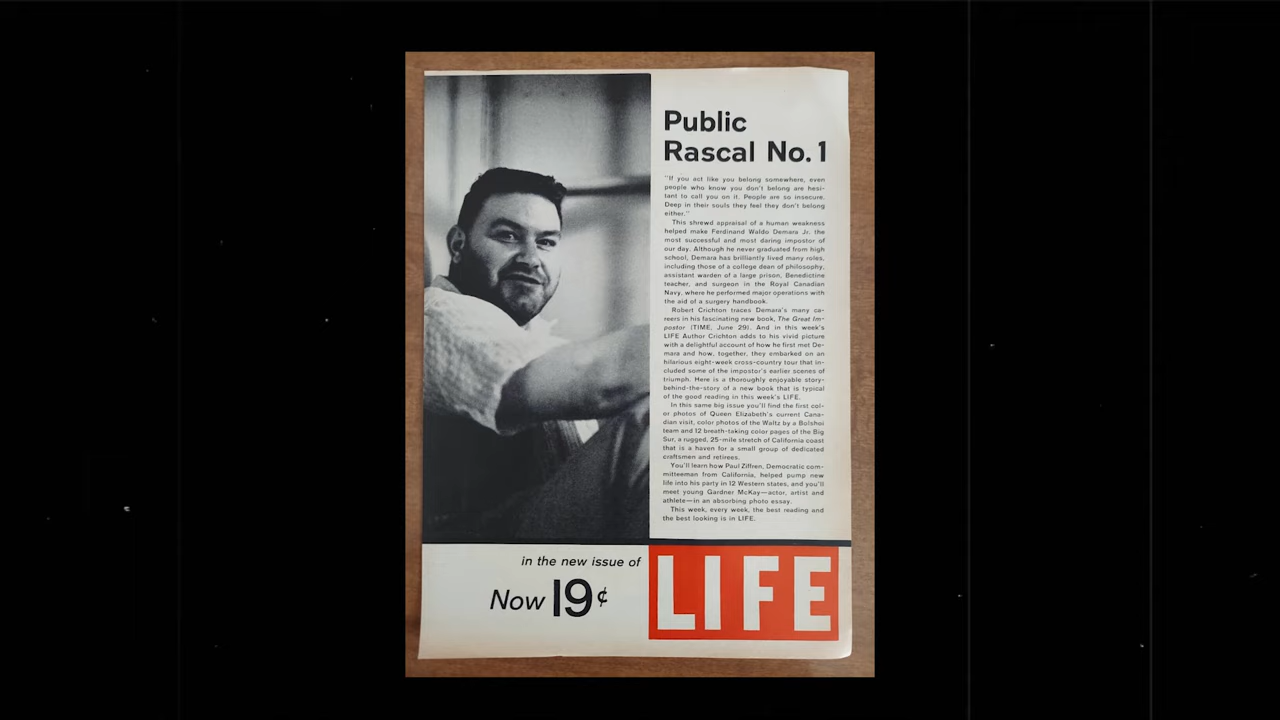 Public
Rascal No. 1
"If you act like you belong somewhere, even
people who know you don't belong are hesi-
tant to call you on it. People are so insecure.
Deep in their souls they feel they don't belong
either."
This shrewd appraisal of a human weakness
helped make Ferdinand Waldo Demara Jr. the
most successful and most daring impostor of
our day. Although he never graduated from high
school, Demara has brilliantly lived many roles,
including those of a college dean of philosophy,
assistant warden of a large prison, Benedictine
teacher, and surgeon in the Royal Canadian
Navy, where he performed major operations with
the aid of a surgery handbook.
Robert Crichton traces Demara's many ca-
reers in his fascinating new book, The Great Im-
postor (TIME, June 29). And in this week's
LIFE Author Crichton adds to his vivid picture
with a delightful account of how he first met De-
mara and how, together, they embarked on an
hilarious eight-week cross-country tour that in-
cluded some of the impostor's earlier scenes of
triumph. Here is a thoroughly enjoyable story-
behind-the-story of a new book that is typical
of the good reading in this week's LIFE.
In this same big issue you'll find the first col-
or photos of Queen Elizabeth's current Cana-
dian visit, color photos of the Waltz by a Bolshoi
team and 12 breath-taking color pages of the Big
Sur, a rugged, 25-mile stretch of California coast
that is a haven for a small group of dedicated
craftsmen and retirees.
You'll learn how Paul Ziffren, Democratic com-
mitteeman from California, helped pump new
life into his party in 12 Western states, and you'll
meet young Gardner McKay—actor, artist and
athlete—in an absorbing photo essay.
This week, every week, the best reading and
the best looking is in LIFE.
in the new issue of
Now 19¢
LIFE